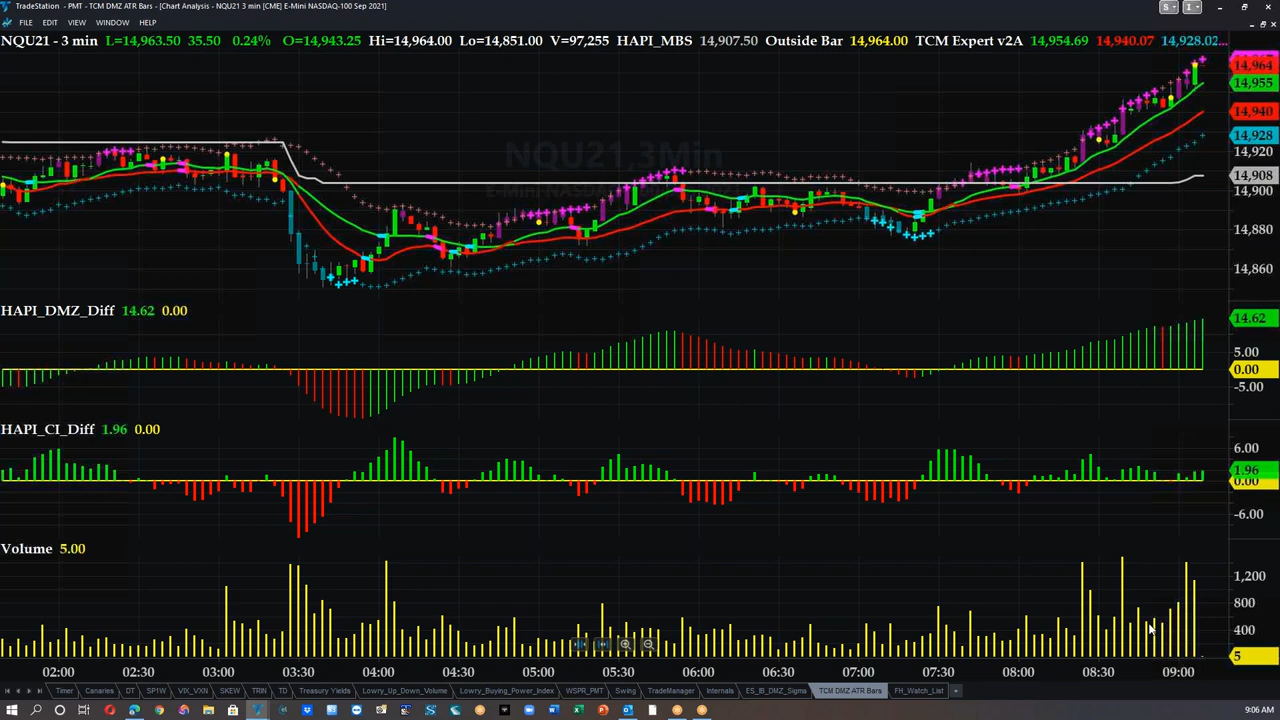 TradeStation - PMT - TCM DMZ ATR Bars - [Chart Analysis - NQU21 3 min [CME] E-Mini NASDAQ-100 Sep 2021]
FILE EDIT VIEW WINDOW HELP
NQU21 - 3 min L=14,963.50 35.50 0.24% O=14,943.25 Hi=14,964.00 Lo=14,851.00 V=97,255 HAPI_MBS 14,907.50 Outside Bar 14,964.00 TCM Expert v2A 14,954.69 14,940.07 14,928.02...
14,964
14,955
14,940
14,928
14,920
14,908
14,900
14,880
14,860
NQU21,3Min
HAPI_DMZ_Diff 14.62 0.00
14.62
5.00
0.00
-5.00
HAPI_CI_Diff 1.96 0.00
6.00
1.96
0.00
-6.00
Volume 5.00
1,200
800
400
5
02:00 02:30 03:00 03:30 04:00 04:30 05:00 05:30 06:00 06:30 07:00 07:30 08:00 08:30 09:00
Timer Canaries DT SP1W VIX_VXN SKEW TRIN TD Treasury Yields Lowry_Up_Down_Volume Lowry_Buying_Power_Index WSPR_PMT Swing TradeManager Internals ES_IB_DMZ_Sigma TCM DMZ ATR Bars FH_Watch_List
9:06 AM